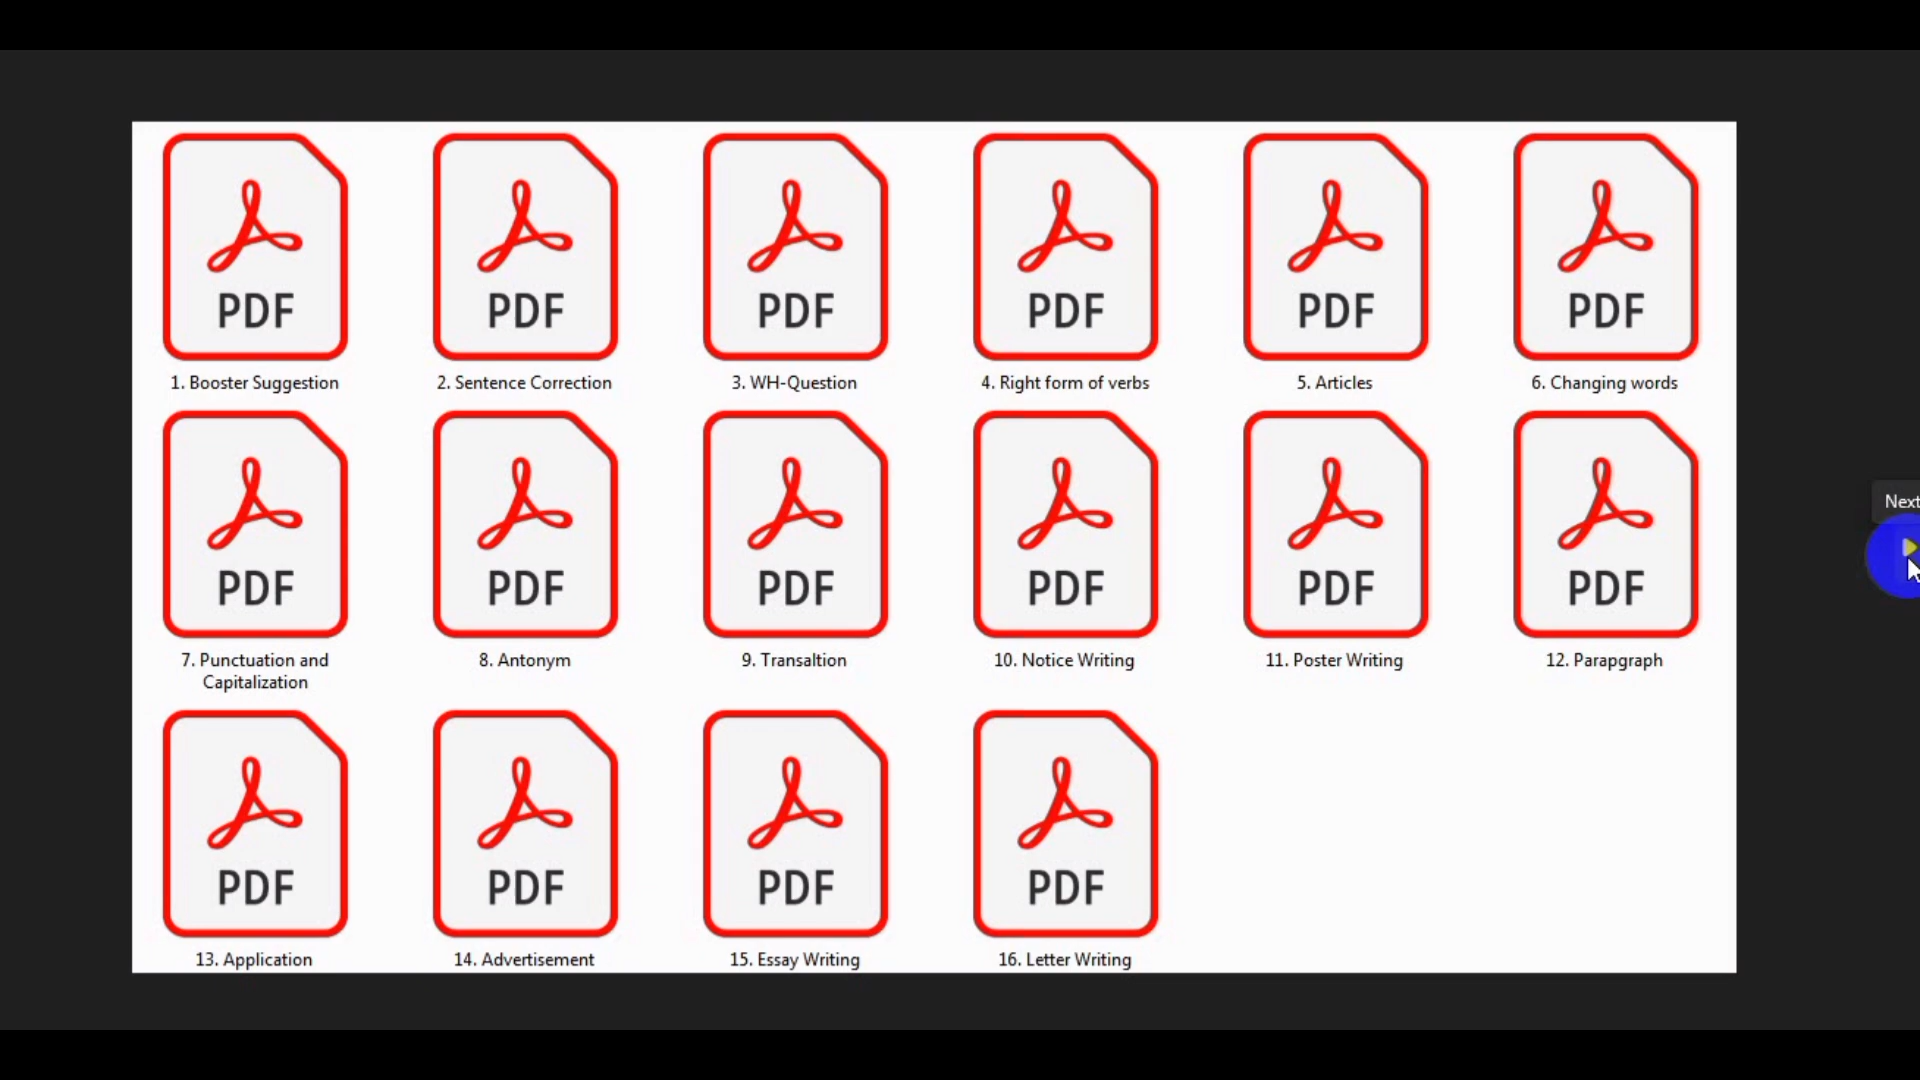 PDF PDF PDF PDF PDF PDF
1. Booster Suggestion 2. Sentence Correction 3. WH-Question 4. Right form of verbs 5. Articles 6. Changing words
PDF PDF PDF PDF PDF PDF
7. Punctuation and Capitalization 8. Antonym 9. Transaltion 10. Notice Writing 11. Poster Writing 12. Parapgraph
PDF PDF PDF PDF
13. Application 14. Advertisement 15. Essay Writing 16. Letter Writing
Next